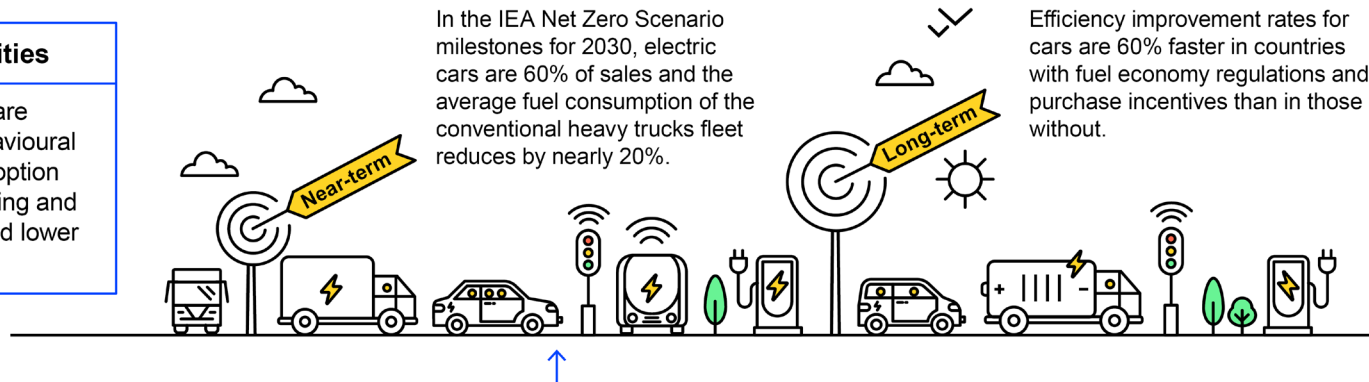 ities
are
avioural
option
ing and
d lower
Near-term
In the IEA Net Zero Scenario
milestones for 2030, electric
cars are 60% of sales and the
average fuel consumption of the
conventional heavy trucks fleet
reduces by nearly 20%.
Long-term
Efficiency improvement rates for
cars are 60% faster in countries
with fuel economy regulations and
purchase incentives than in those
without.
+
-